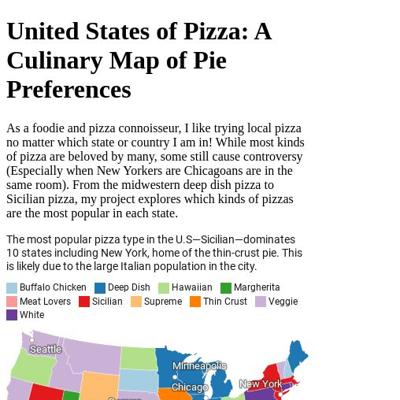 United States of Pizza: A
Culinary Map of Pie
Preferences
As a foodie and pizza connoisseur, I like trying local pizza
no matter which state or country I am in! While most kinds
of pizza are beloved by many, some still cause controversy
(Especially when New Yorkers are Chicagoans are in the
same room). From the midwestern deep dish pizza to
Sicilian pizza, my project explores which kinds of pizzas
are the most popular in each state.
The most popular pizza type in the U.S—Sicilian—dominates
10 states including New York, home of the thin-crust pie. This
is likely due to the large Italian population in the city.
Buffalo Chicken Deep Dish Hawaiian Margherita
Meat Lovers Sicilian Supreme Thin Crust Veggie
White
Seattle
Minneapolis
Chicago
New York